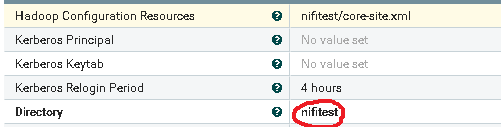 Hadoop Configuration Resources nifitest/core-site.xml
Kerberos Principal No value set
Kerberos Keytab No value set
Kerberos Relogin Period 4 hours
Directory nifitest